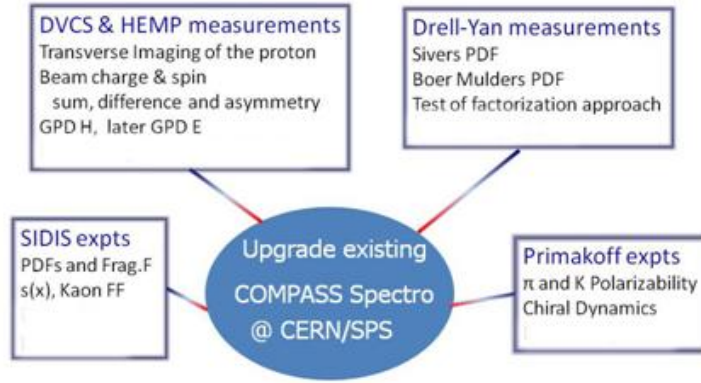 DVCS & HEMP measurements
Transverse Imaging of the proton
Beam charge & spin
sum, difference and asymmetry
GPD H, later GPD E
Drell-Yan measurements
Sivers PDF
Boer Mulders PDF
Test of factorization approach
SIDIS expts
PDFs and Frag.F
s(x), Kaon FF
Upgrade existing
COMPASS Spectro
@ CERN/SPS
Primakoff expts
π and K Polarizability
Chiral Dynamics